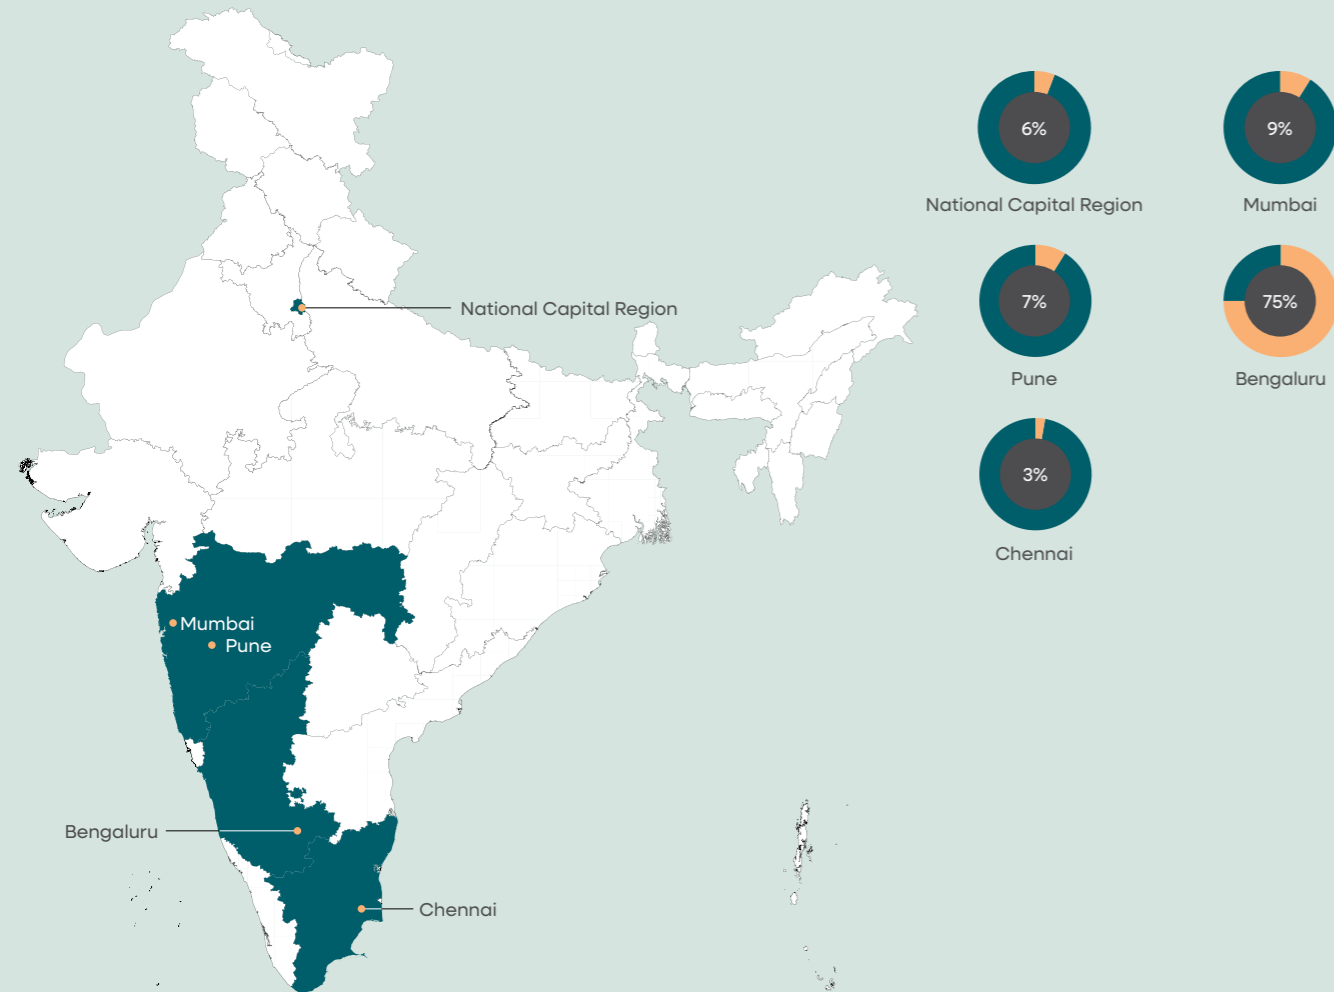 6%
National Capital Region
9%
Mumbai
7%
Pune
75%
Bengaluru
3%
Chennai
National Capital Region
Mumbai
Pune
Bengaluru
Chennai